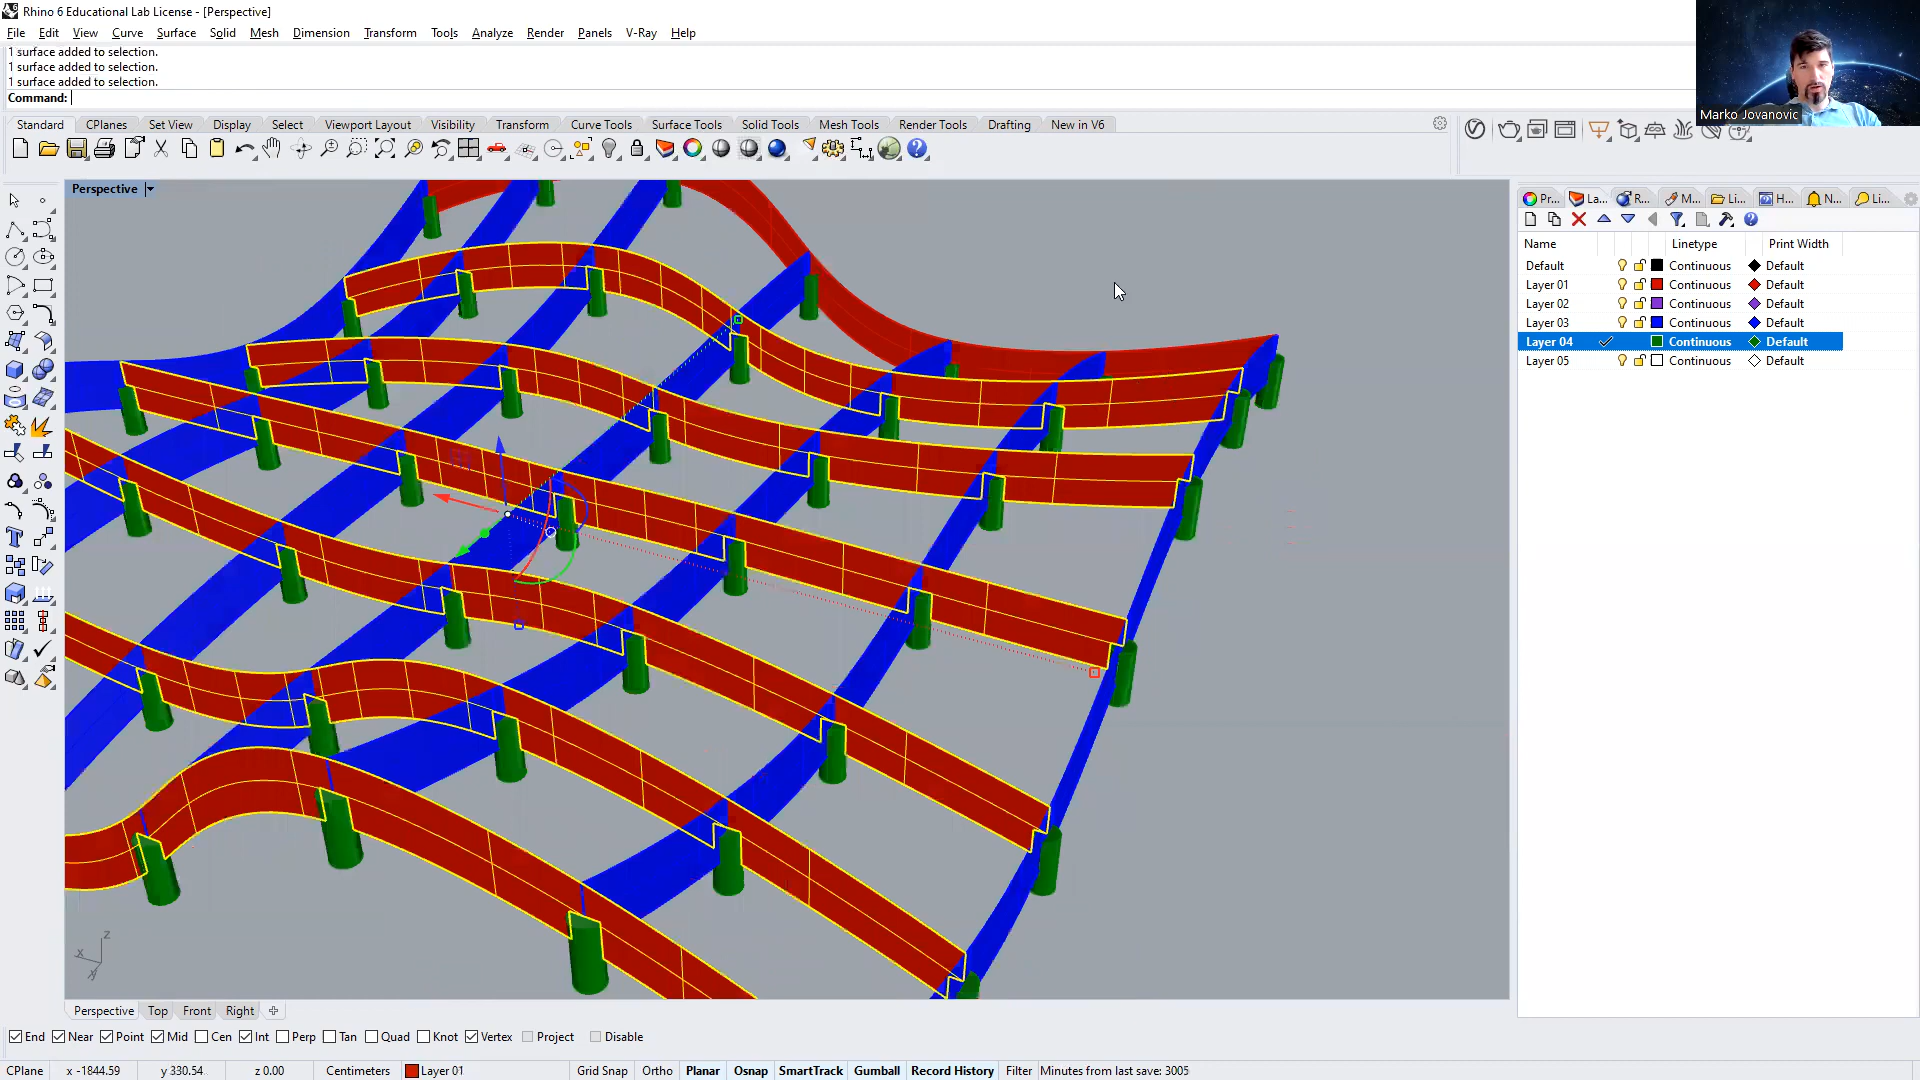 Rhino 6 Educational Lab License - [Perspective]
File Edit View Curve Surface Solid Mesh Dimension Transform Tools Analyze Render Panels V-Ray Help
1 surface added to selection.
1 surface added to selection.
1 surface added to selection.
Command:
Marko Jovanovic
Standard CPlanes Set View Display Select Viewport Layout Visibility Transform Curve Tools Surface Tools Solid Tools Mesh Tools Render Tools Drafting New in V6
Perspective
Pr... La... R... M... Li... H... N... Li...
Name Linetype Print Width
Default Continuous Default
Layer 01 Continuous Default
Layer 02 Continuous Default
Layer 03 Continuous Default
Layer 04 Continuous Default
Layer 05 Continuous Default
z
x
y
Perspective Top Front Right
End Near Point Mid Cen Int Perp Tan Quad Knot Vertex Project Disable
CPlane x -1844.59 y 330.54 z 0.00 Centimeters Layer 01 Grid Snap Ortho Planar Osnap SmartTrack Gumball Record History Filter Minutes from last save: 3005